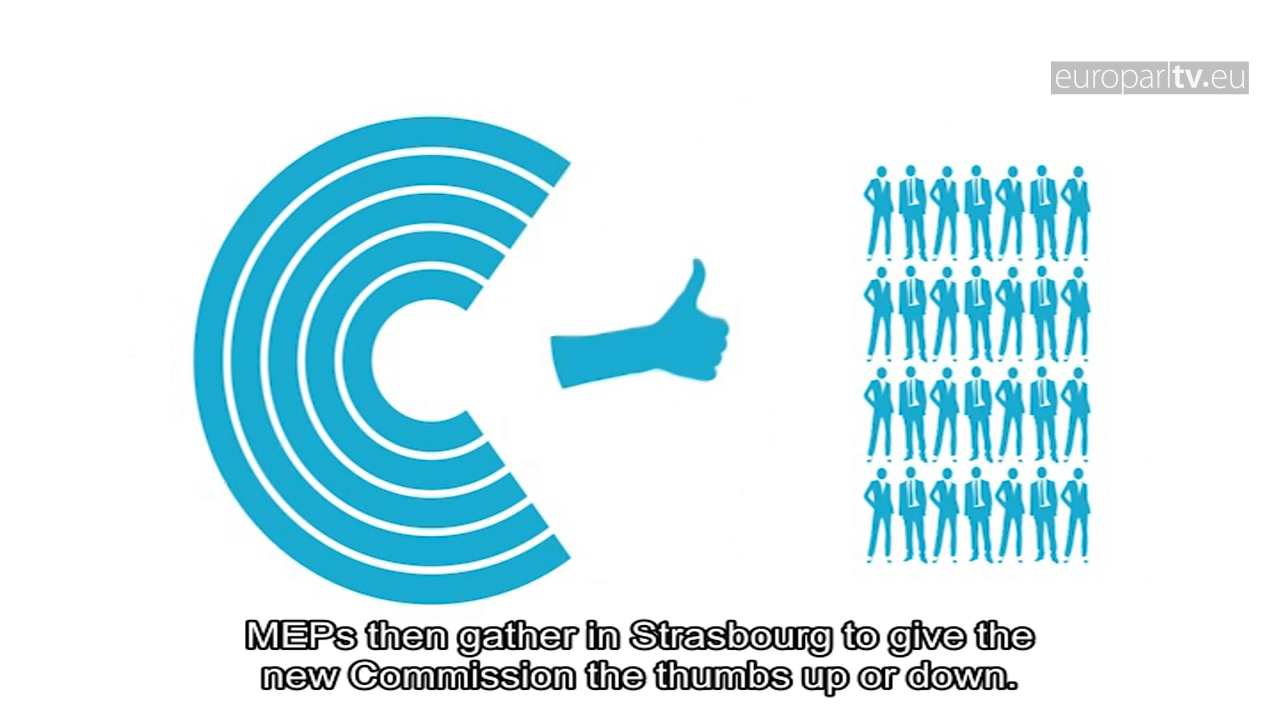 europarltv.eu
MEPs then gather in Strasbourg to give the
new Commission the thumbs up or down.